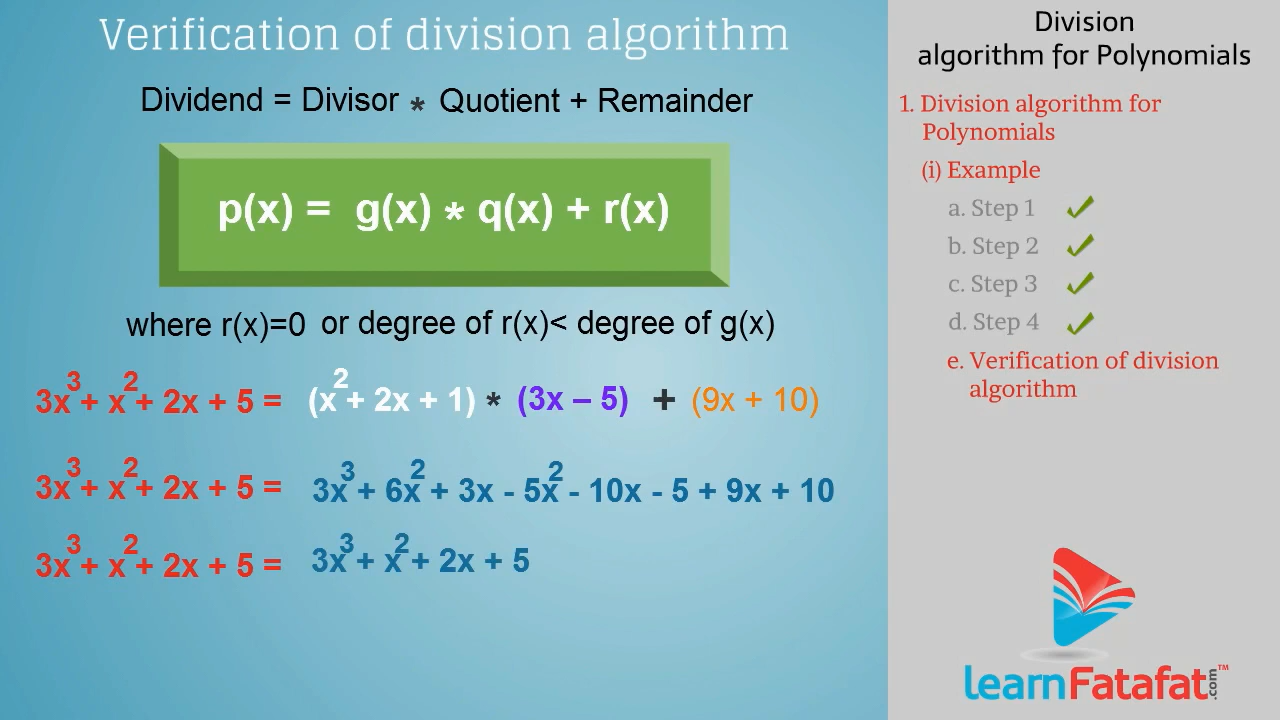 Verification of division algorithm
Dividend = Divisor * Quotient + Remainder
p(x) = g(x) * q(x) + r(x)
where r(x)=0 or degree of r(x)< degree of g(x)
3x³ + x² + 2x + 5 = (x² + 2x + 1) * (3x – 5) + (9x + 10)
3x³ + x² + 2x + 5 = 3x³ + 6x² + 3x - 5x² - 10x - 5 + 9x + 10
3x³ + x² + 2x + 5 = 3x³ + x² + 2x + 5
Division
algorithm for Polynomials
1. Division algorithm for
Polynomials
(i) Example
a. Step 1
b. Step 2
c. Step 3
d. Step 4
e. Verification of division
algorithm
learnFatafat.com™